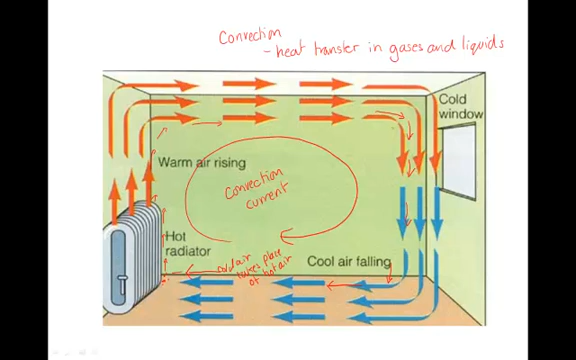 Convection
- heat transfer in gases and liquids
Cold
window
Warm air rising
Convection
current
Hot
radiator
cold air
takes place
of hot air
Cool air falling